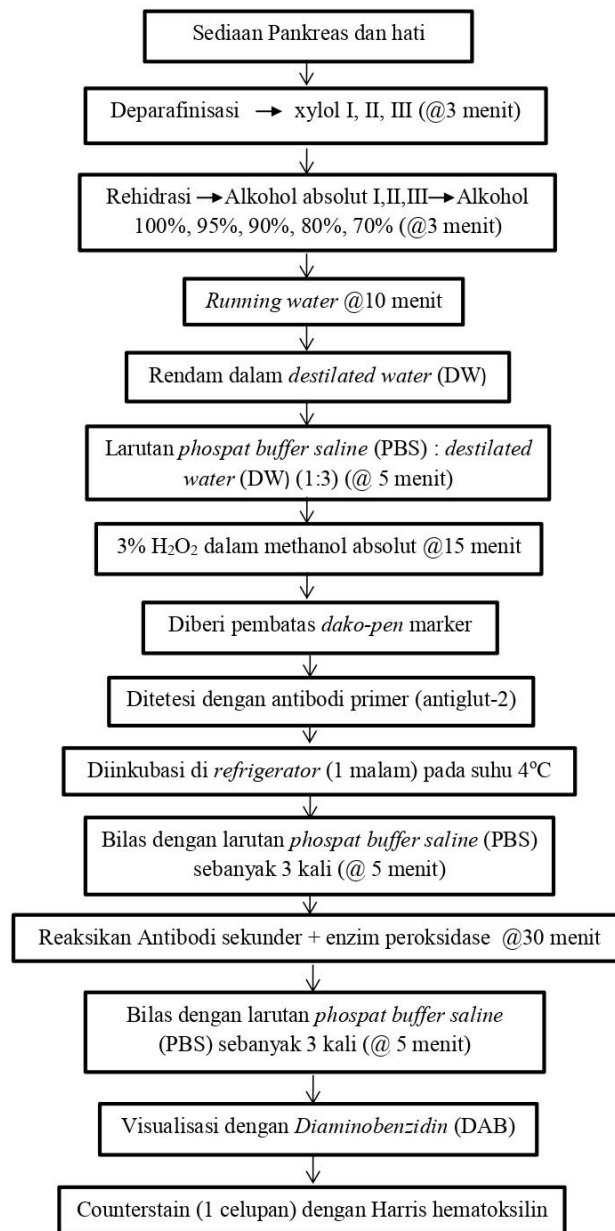 Sediaan Pankreas dan hati
Deparafinisasi → xylol I, II, III (@3 menit)
Rehidrasi → Alkohol absolut I,II,III → Alkohol
100%, 95%, 90%, 80%, 70% (@3 menit)
Running water @10 menit
Rendam dalam destilated water (DW)
Larutan phospat buffer saline (PBS) : destilated
water (DW) (1:3) (@ 5 menit)
3% H₂O₂ dalam methanol absolut @15 menit
Diberi pembatas dako-pen marker
Ditetesi dengan antibodi primer (antiglut-2)
Diinkubasi di refrigerator (1 malam) pada suhu 4°C
Bilas dengan larutan phospat buffer saline (PBS)
sebanyak 3 kali (@ 5 menit)
Reaksikan Antibodi sekunder + enzim peroksidase @30 menit
Bilas dengan larutan phospat buffer saline
(PBS) sebanyak 3 kali (@ 5 menit)
Visualisasi dengan Diaminobenzidin (DAB)
Counterstain (1 celupan) dengan Harris hematoksilin